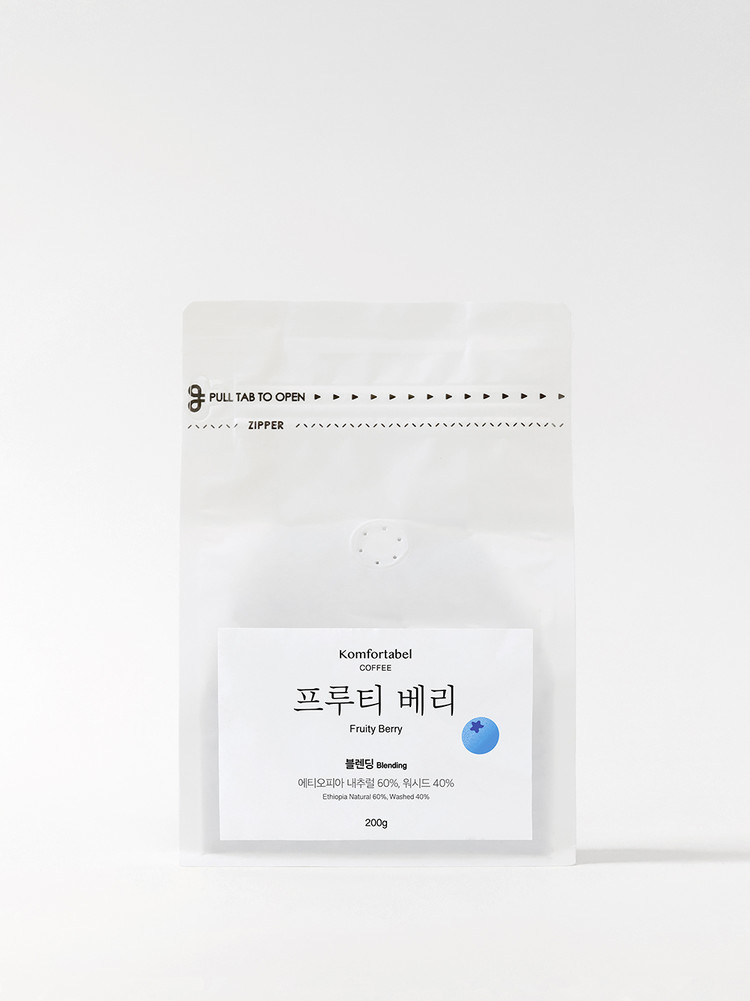 PULL TAB TO OPEN
ZIPPER
Komfortabel
COFFEE
프루티 베리
Fruity Berry
블렌딩 Blending
에티오피아 내추럴 60%, 워시드 40%
Ethiopia Natural 60%, Washed 40%
200g